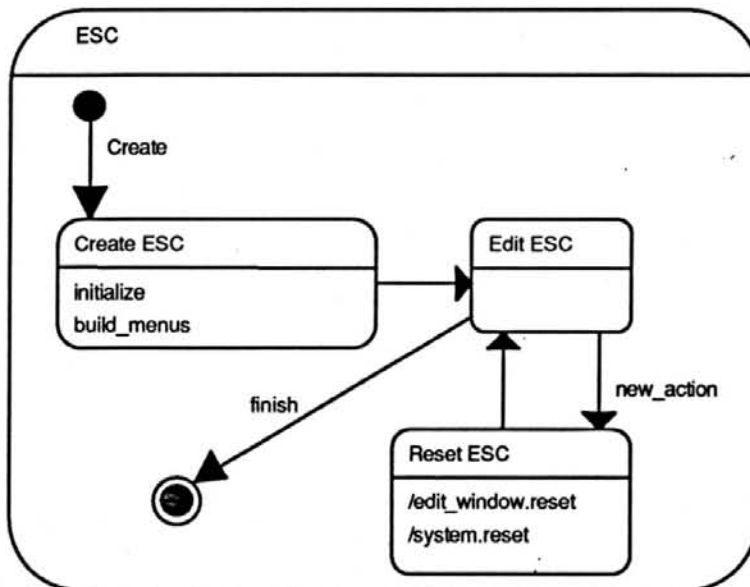 ESC
Create
Create ESC
initialize
build_menus
Edit ESC
finish
new_action
Reset ESC
/edit_window.reset
/system.reset